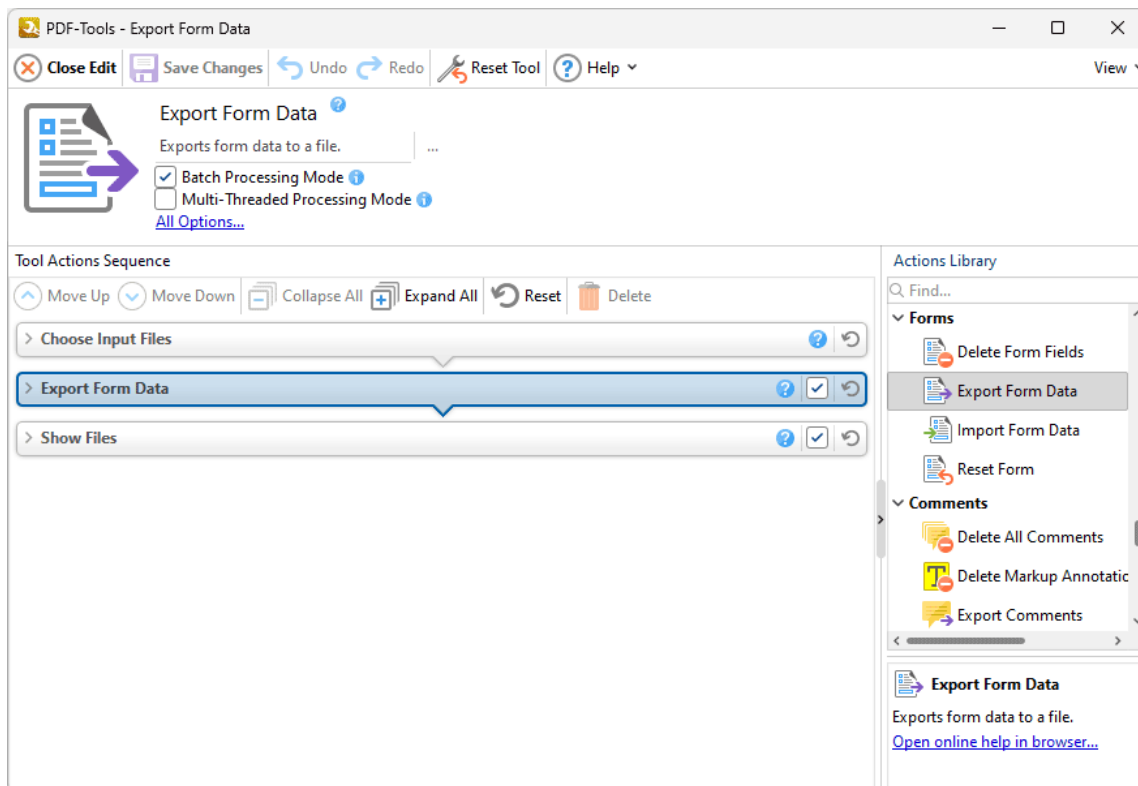 PDF-Tools - Export Form Data
Close Edit Save Changes Undo Redo Reset Tool ? Help View
Export Form Data ?
Exports form data to a file. ...
Batch Processing Mode i
Multi-Threaded Processing Mode i
All Options...
Tool Actions Sequence
Move Up Move Down Collapse All Expand All Reset Delete
Choose Input Files ?
Export Form Data ?
Show Files ?
Actions Library
Find...
Forms
Delete Form Fields
Export Form Data
Import Form Data
Reset Form
Comments
Delete All Comments
T Delete Markup Annotatic
Export Comments
Export Form Data
Exports form data to a file.
Open online help in browser...